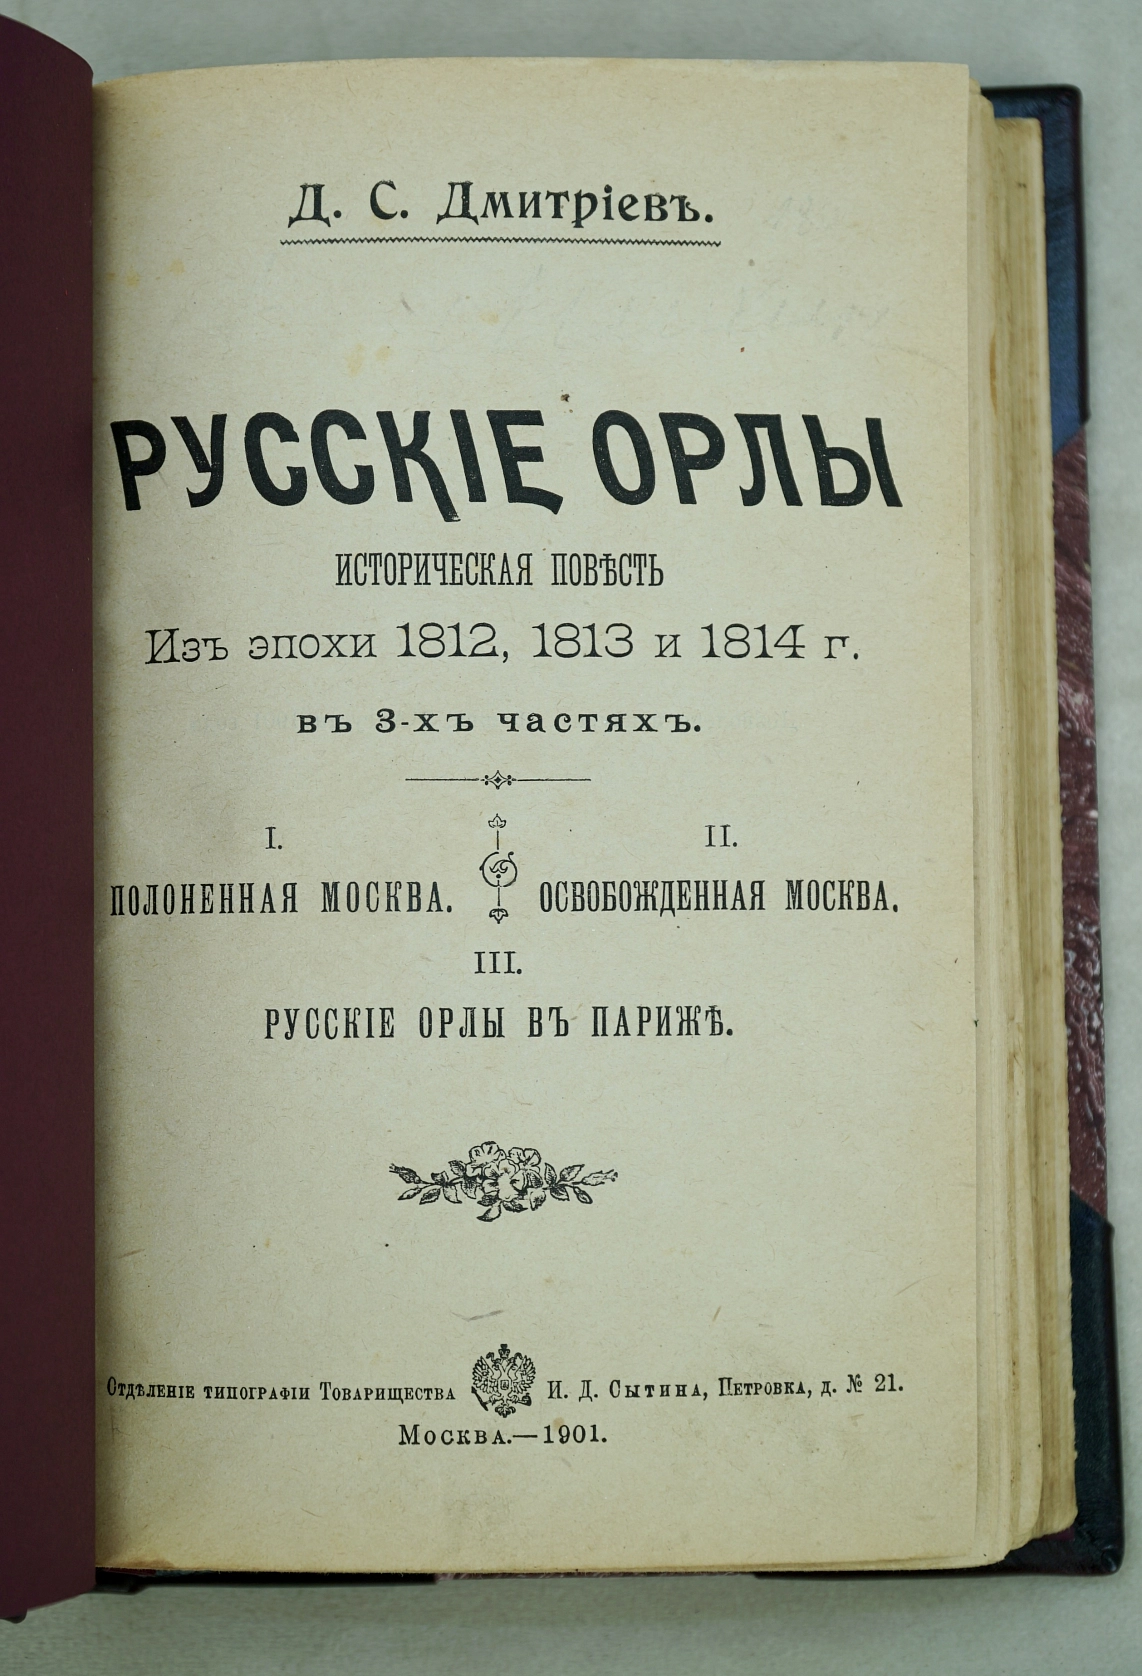 Д. С. Дмитріевъ.
РУССКІЕ ОРЛЫ
ИСТОРИЧЕСКАЯ ПОВѢСТЬ
Изъ эпохи 1812, 1813 и 1814 г.
въ 3-хъ частяхъ.
I.
ПОЛОНЕННАЯ МОСКВА.
II.
ОСВОБОЖДЕННАЯ МОСКВА.
III.
РУССКІЕ ОРЛЫ ВЪ ПАРИЖѢ.
Отдѣленіе типографіи Товарищества И. Д. Сытина, Петровка, д. № 21.
Москва.—1901.